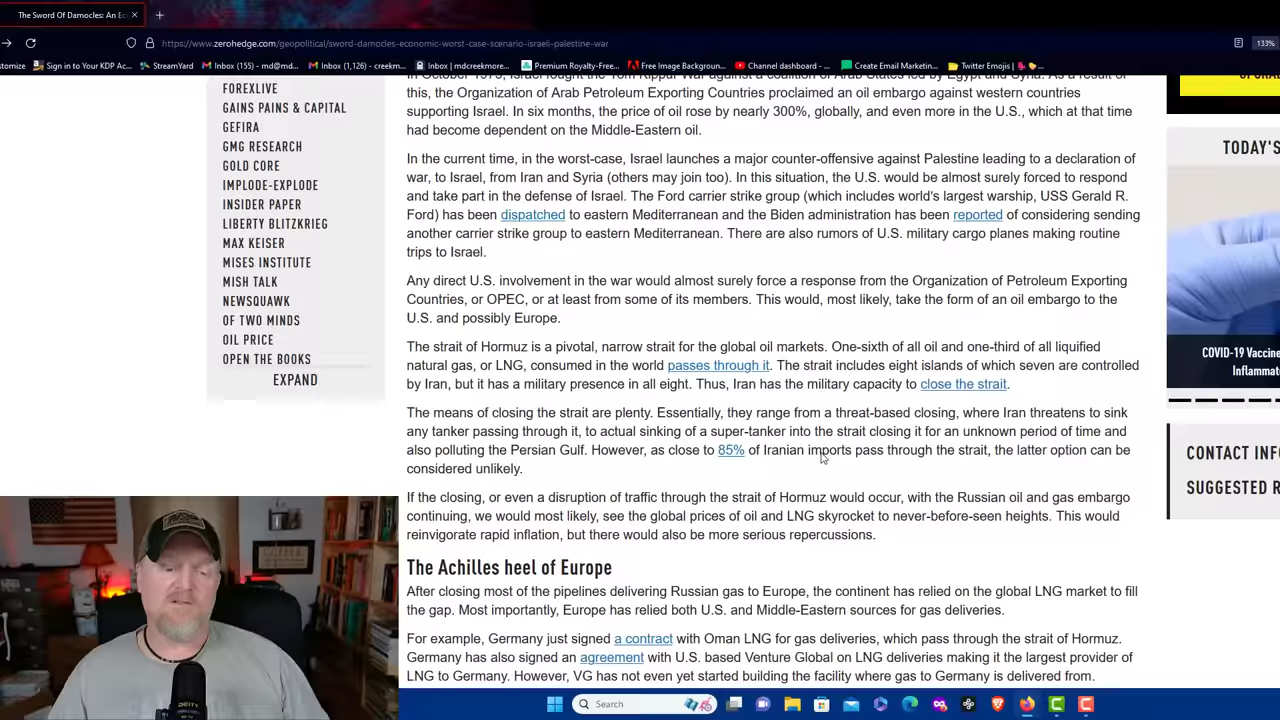 The Sword Of Damocles: An Ec
https://www.zerohedge.com/geopolitical/sword-damocles-economic-worst-case-scenario-israeli-palestine-war
133%
stomize
Sign in to Your KDP Ac...
StreamYard
Inbox (155) - md@md...
Inbox (1,126) - creekm...
Inbox | mdcreekmore...
Premium Royalty-Free...
Free Image Backgroun...
Channel dashboard - ...
Create Email Marketin...
Twitter Emojis |
FOREXLIVE
GAINS PAINS & CAPITAL
GEFIRA
GMG RESEARCH
GOLD CORE
IMPLODE-EXPLODE
INSIDER PAPER
LIBERTY BLITZKRIEG
MAX KEISER
MISES INSTITUTE
MISH TALK
NEWSQUAWK
OF TWO MINDS
OIL PRICE
OPEN THE BOOKS
EXPAND
In October 1973, Israel fought the Yom Kippur War against a coalition of Arab States led by Egypt and Syria. As a result of
this, the Organization of Arab Petroleum Exporting Countries proclaimed an oil embargo against western countries
supporting Israel. In six months, the price of oil rose by nearly 300%, globally, and even more in the U.S., which at that time
had become dependent on the Middle-Eastern oil.
In the current time, in the worst-case, Israel launches a major counter-offensive against Palestine leading to a declaration of
war, to Israel, from Iran and Syria (others may join too). In this situation, the U.S. would be almost surely forced to respond
and take part in the defense of Israel. The Ford carrier strike group (which includes world's largest warship, USS Gerald R.
Ford) has been dispatched to eastern Mediterranean and the Biden administration has been reported of considering sending
another carrier strike group to eastern Mediterranean. There are also rumors of U.S. military cargo planes making routine
trips to Israel.
Any direct U.S. involvement in the war would almost surely force a response from the Organization of Petroleum Exporting
Countries, or OPEC, or at least from some of its members. This would, most likely, take the form of an oil embargo to the
U.S. and possibly Europe.
The strait of Hormuz is a pivotal, narrow strait for the global oil markets. One-sixth of all oil and one-third of all liquified
natural gas, or LNG, consumed in the world passes through it. The strait includes eight islands of which seven are controlled
by Iran, but it has a military presence in all eight. Thus, Iran has the military capacity to close the strait.
The means of closing the strait are plenty. Essentially, they range from a threat-based closing, where Iran threatens to sink
any tanker passing through it, to actual sinking of a super-tanker into the strait closing it for an unknown period of time and
also polluting the Persian Gulf. However, as close to 85% of Iranian imports pass through the strait, the latter option can be
considered unlikely.
If the closing, or even a disruption of traffic through the strait of Hormuz would occur, with the Russian oil and gas embargo
continuing, we would most likely, see the global prices of oil and LNG skyrocket to never-before-seen heights. This would
reinvigorate rapid inflation, but there would also be more serious repercussions.
The Achilles heel of Europe
After closing most of the pipelines delivering Russian gas to Europe, the continent has relied on the global LNG market to fill
the gap. Most importantly, Europe has relied both U.S. and Middle-Eastern sources for gas deliveries.
For example, Germany just signed a contract with Oman LNG for gas deliveries, which pass through the strait of Hormuz.
Germany has also signed an agreement with U.S. based Venture Global on LNG deliveries making it the largest provider of
LNG to Germany. However, VG has not even yet started building the facility where gas to Germany is delivered from.
TODAY'S
COVID-19 Vaccine
Inflammat
CONTACT INF
SUGGESTED R
DEITY
Search